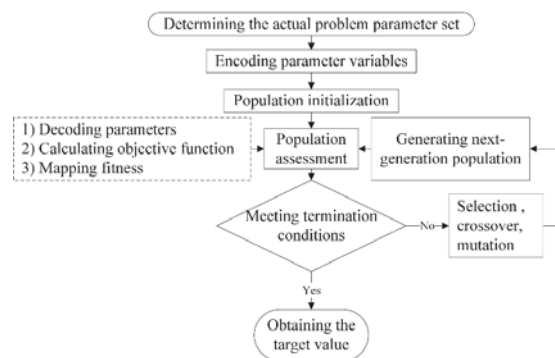 Determining the actual problem parameter set
Encoding parameter variables
Population initialization
1) Decoding parameters
2) Calculating objective function
3) Mapping fitness
Population
assessment
Generating next-
generation population
Meeting termination
conditions
No
Selection ,
crossover,
mutation
Yes
Obtaining the
target value